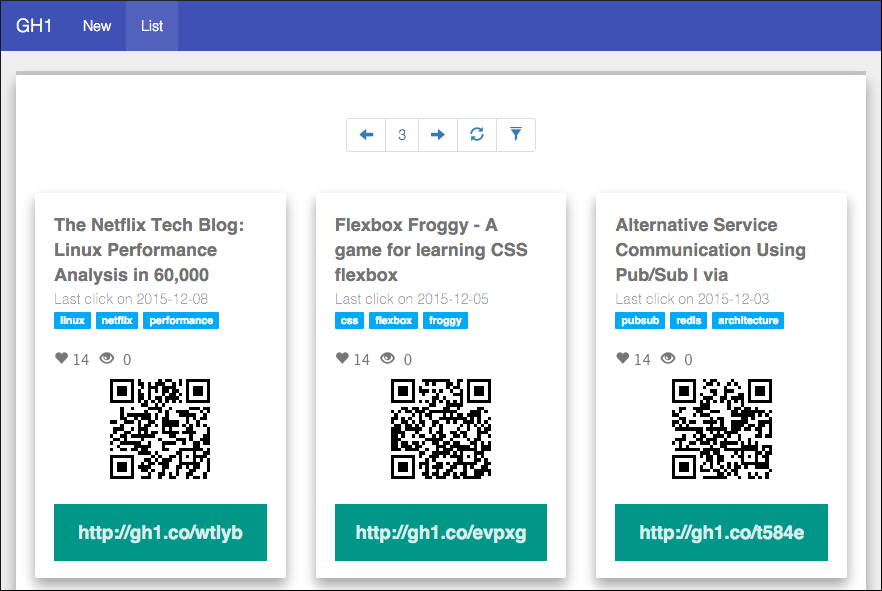 GH1 New List
3
The Netflix Tech Blog:
Linux Performance
Analysis in 60,000
Last click on 2015-12-08
linux netflix performance
14 0
http://gh1.co/wtlyb
Flexbox Froggy - A
game for learning CSS
flexbox
Last click on 2015-12-05
css flexbox froggy
14 0
http://gh1.co/evpxg
Alternative Service
Communication Using
Pub/Sub | via
Last click on 2015-12-03
pubsub redis architecture
14 0
http://gh1.co/t584e